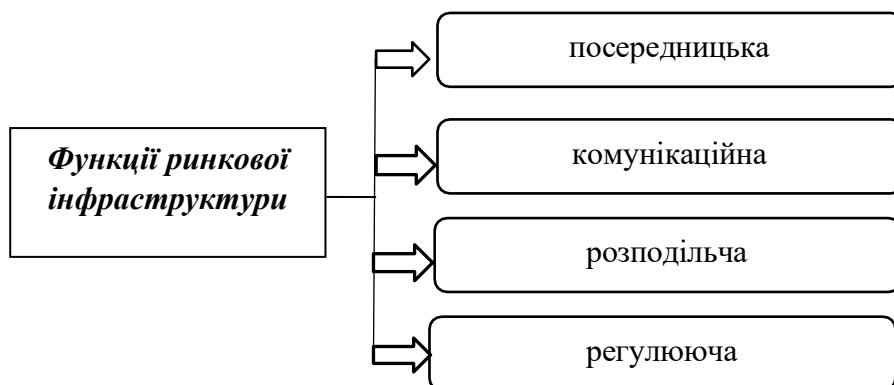 Функції ринкової
інфраструктури
посередницька
комунікаційна
розподільча
регулююча